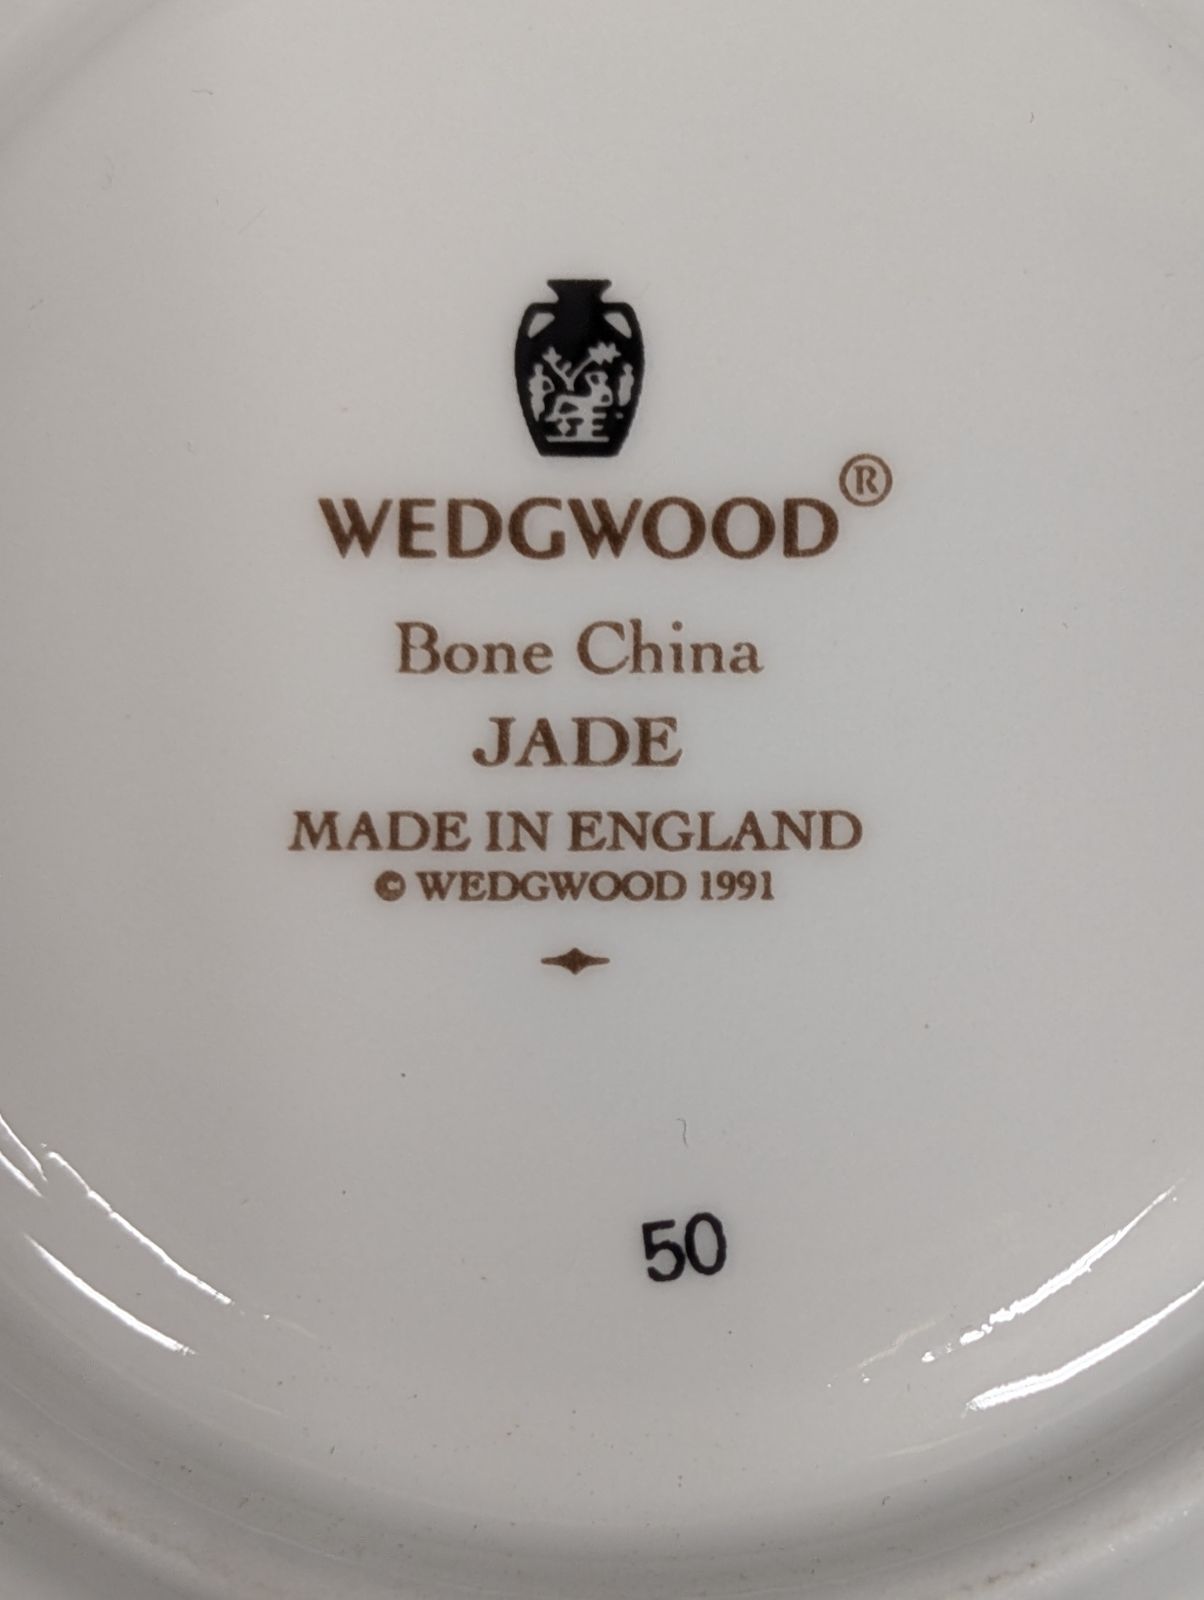 WEDGWOOD®
Bone China
JADE
MADE IN ENGLAND
© WEDGWOOD 1991
50